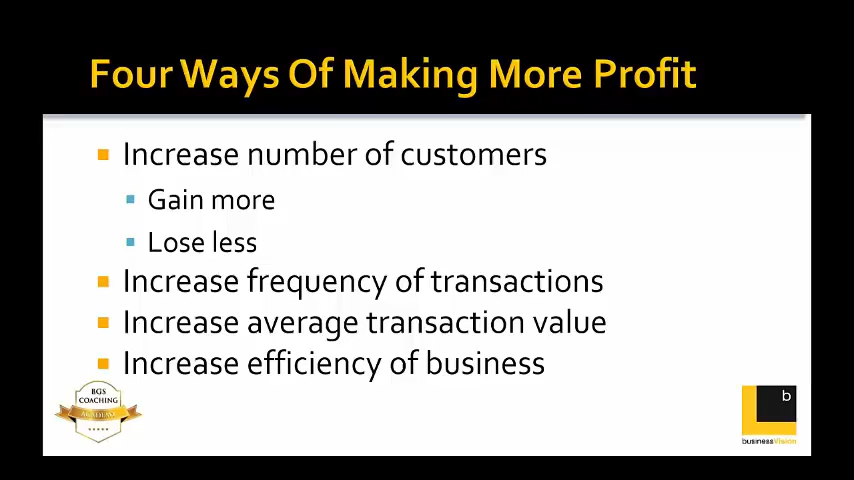 Four Ways Of Making More Profit
Increase number of customers
Gain more
Lose less
Increase frequency of transactions
Increase average transaction value
Increase efficiency of business
BGS
COACHING
ACADEMY
b
businessVision